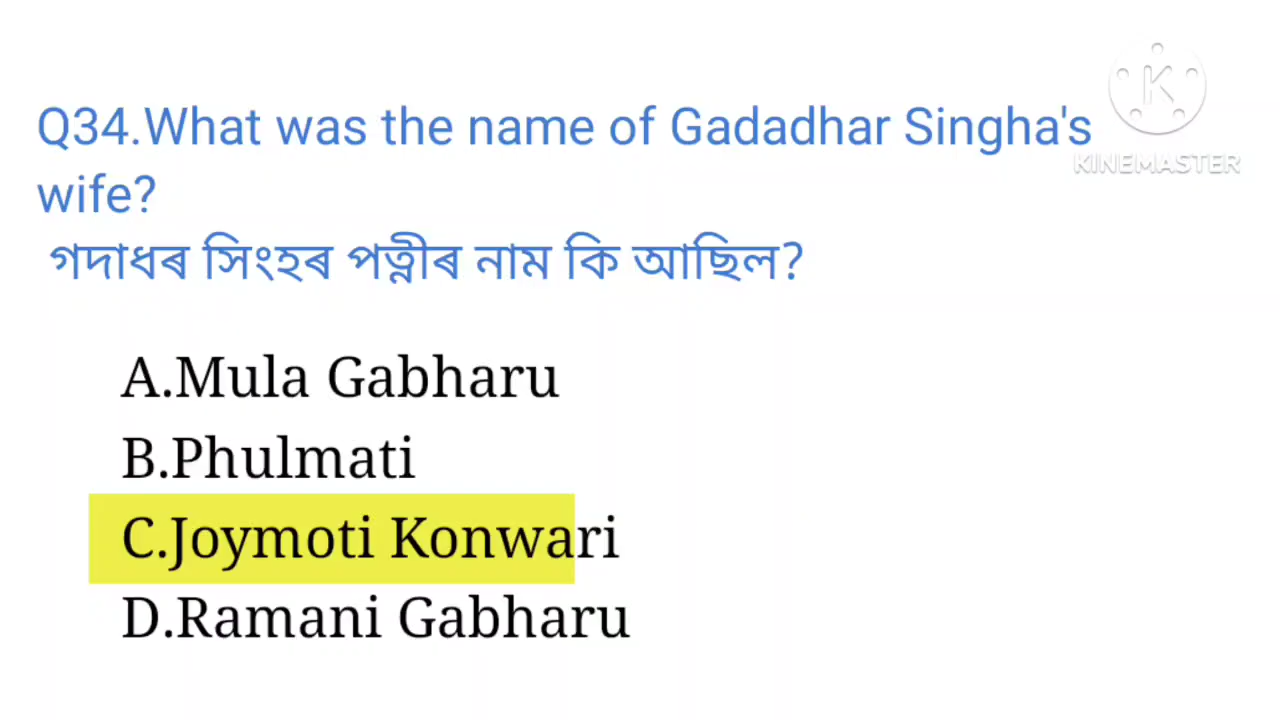 Q34.What was the name of Gadadhar Singha's
wife?
গদাধৰ সিংহৰ পত্নীৰ নাম কি আছিল?
A.Mula Gabharu
B.Phulmati
C.Joymoti Konwari
D.Ramani Gabharu
K
KINEMASTER